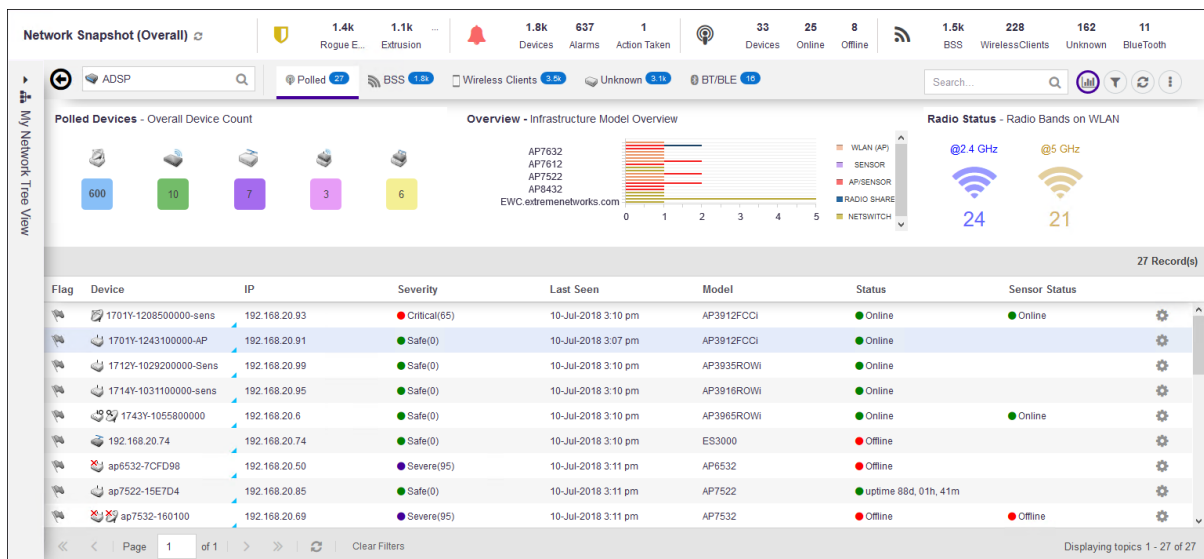 Network Snapshot (Overall)
1.4k 1.1k ... 1.8k 637 1 33 25 8 1.5k 228 162 11
Rogue E... Extrusion Devices Alarms Action Taken Devices Online Offline BSS WirelessClients Unknown BlueTooth
ADSP Polled 27 BSS 1.8k Wireless Clients 3.5k Unknown 3.1k BT/BLE 16 Search...
My Network Tree View
Polled Devices - Overall Device Count
600 10 7 3 6
Overview - Infrastructure Model Overview
AP7632
AP7612
AP7522
AP8432
EWC.extremenetworks.com
0 1 2 3 4 5
WLAN (AP)
SENSOR
AP/SENSOR
RADIO SHARE
NETSWITCH
Radio Status - Radio Bands on WLAN
@2.4 GHz @5 GHz
24 21
27 Record(s)
Flag Device IP Severity Last Seen Model Status Sensor Status
1701Y-1208500000-sens 192.168.20.93 Critical(65) 10-Jul-2018 3:10 pm AP3912FCCi Online Online
1701Y-1243100000-AP 192.168.20.91 Safe(0) 10-Jul-2018 3:07 pm AP3912FCCi Online
1712Y-1029200000-Sens 192.168.20.99 Safe(0) 10-Jul-2018 3:10 pm AP3935ROWi Online
1714Y-1031100000-sens 192.168.20.95 Safe(0) 10-Jul-2018 3:10 pm AP3916ROWi Online
1743Y-1055800000 192.168.20.6 Safe(0) 10-Jul-2018 3:10 pm AP3965ROWi Online Online
192.168.20.74 192.168.20.74 Safe(0) 10-Jul-2018 3:10 pm ES3000 Offline
ap6532-7CFD98 192.168.20.50 Severe(95) 10-Jul-2018 3:11 pm AP6532 Offline
ap7522-15E7D4 192.168.20.85 Safe(0) 10-Jul-2018 3:11 pm AP7522 uptime 88d, 01h, 41m
ap7532-160100 192.168.20.69 Severe(95) 10-Jul-2018 3:11 pm AP7532 Offline Offline
Page 1 of 1 Clear Filters Displaying topics 1 - 27 of 27